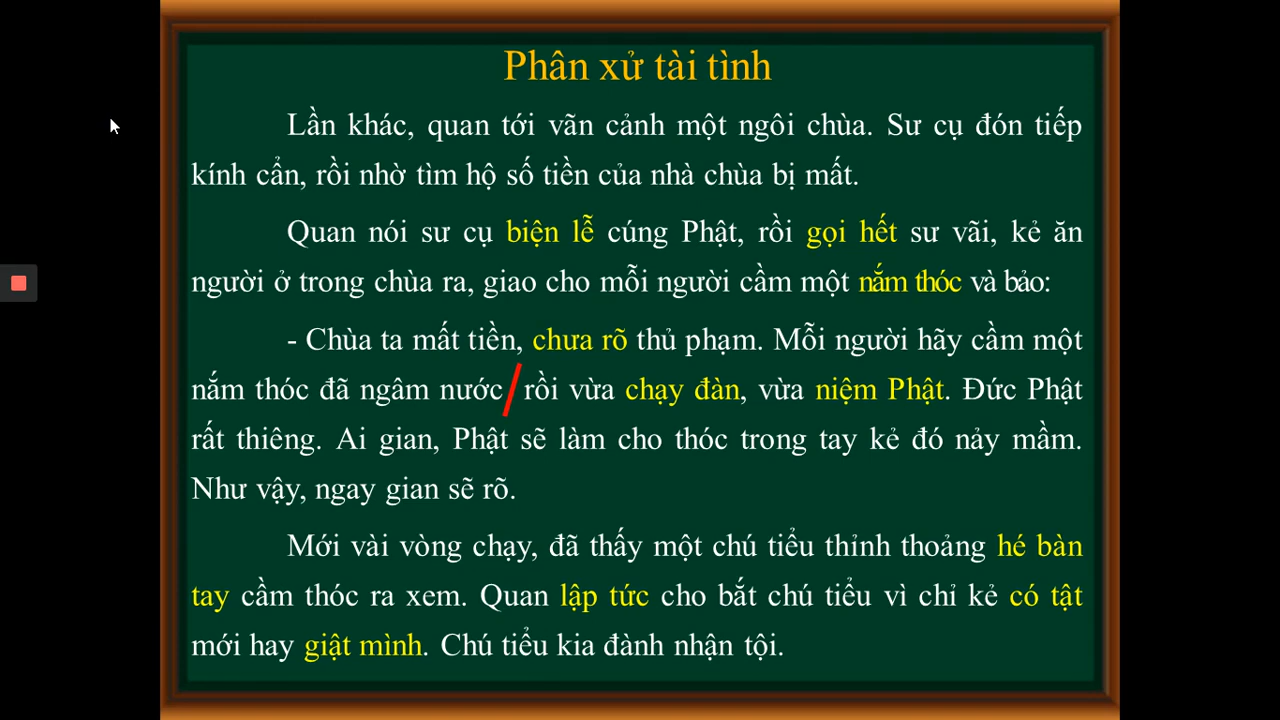 Phân xử tài tình
Lần khác, quan tới vãn cảnh một ngôi chùa. Sư cụ đón tiếp
kính cẩn, rồi nhờ tìm hộ số tiền của nhà chùa bị mất.
Quan nói sư cụ biện lễ cúng Phật, rồi gọi hết sư vãi, kẻ ăn
người ở trong chùa ra, giao cho mỗi người cầm một nắm thóc và bảo:
- Chùa ta mất tiền, chưa rõ thủ phạm. Mỗi người hãy cầm một
nắm thóc đã ngâm nước/rồi vừa chạy đàn, vừa niệm Phật. Đức Phật
rất thiêng. Ai gian, Phật sẽ làm cho thóc trong tay kẻ đó nảy mầm.
Như vậy, ngay gian sẽ rõ.
Mới vài vòng chạy, đã thấy một chú tiểu thỉnh thoảng hé bàn
tay cầm thóc ra xem. Quan lập tức cho bắt chú tiểu vì chỉ kẻ có tật
mới hay giật mình. Chú tiểu kia đành nhận tội.